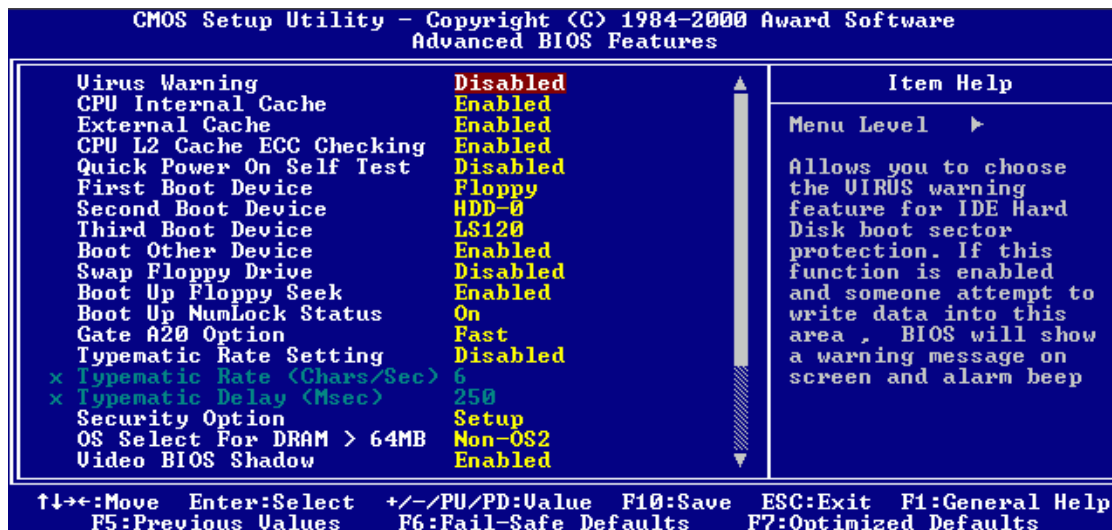 CMOS Setup Utility – Copyright (C) 1984–2000 Award Software
Advanced BIOS Features
Virus Warning Disabled
CPU Internal Cache Enabled
External Cache Enabled
CPU L2 Cache ECC Checking Enabled
Quick Power On Self Test Disabled
First Boot Device Floppy
Second Boot Device HDD–0
Third Boot Device LS120
Boot Other Device Enabled
Swap Floppy Drive Disabled
Boot Up Floppy Seek Enabled
Boot Up NumLock Status On
Gate A20 Option Fast
Typematic Rate Setting Disabled
x Typematic Rate (Chars/Sec) 6
x Typematic Delay (Msec) 250
Security Option Setup
OS Select For DRAM > 64MB Non–OS2
Video BIOS Shadow Enabled
Item Help
Menu Level ▶
Allows you to choose
the VIRUS warning
feature for IDE Hard
Disk boot sector
protection. If this
function is enabled
and someone attempt to
write data into this
area , BIOS will show
a warning message on
screen and alarm beep
↑↓→←:Move Enter:Select +/–/PU/PD:Value F10:Save ESC:Exit F1:General Help
F5:Previous Values F6:Fail–Safe Defaults F7:Optimized Defaults